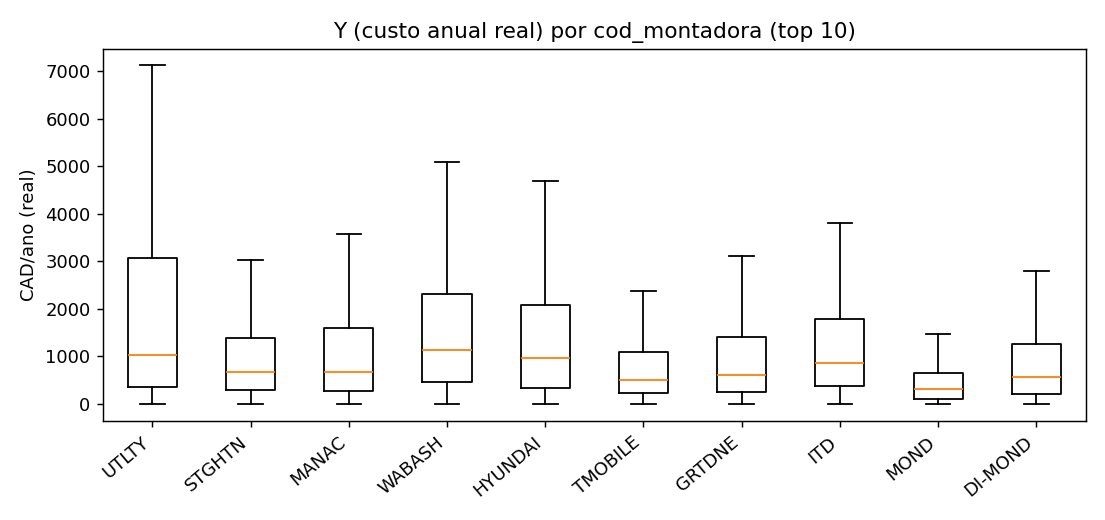 Y (custo anual real) por cod_montadora (top 10)
CAD/ano (real)
7000
6000
5000
4000
3000
2000
1000
0
UTLTY
STGHTN
MANAC
WABASH
HYUNDAI
TMOBILE
GRTDNE
ITD
MOND
DI-MOND